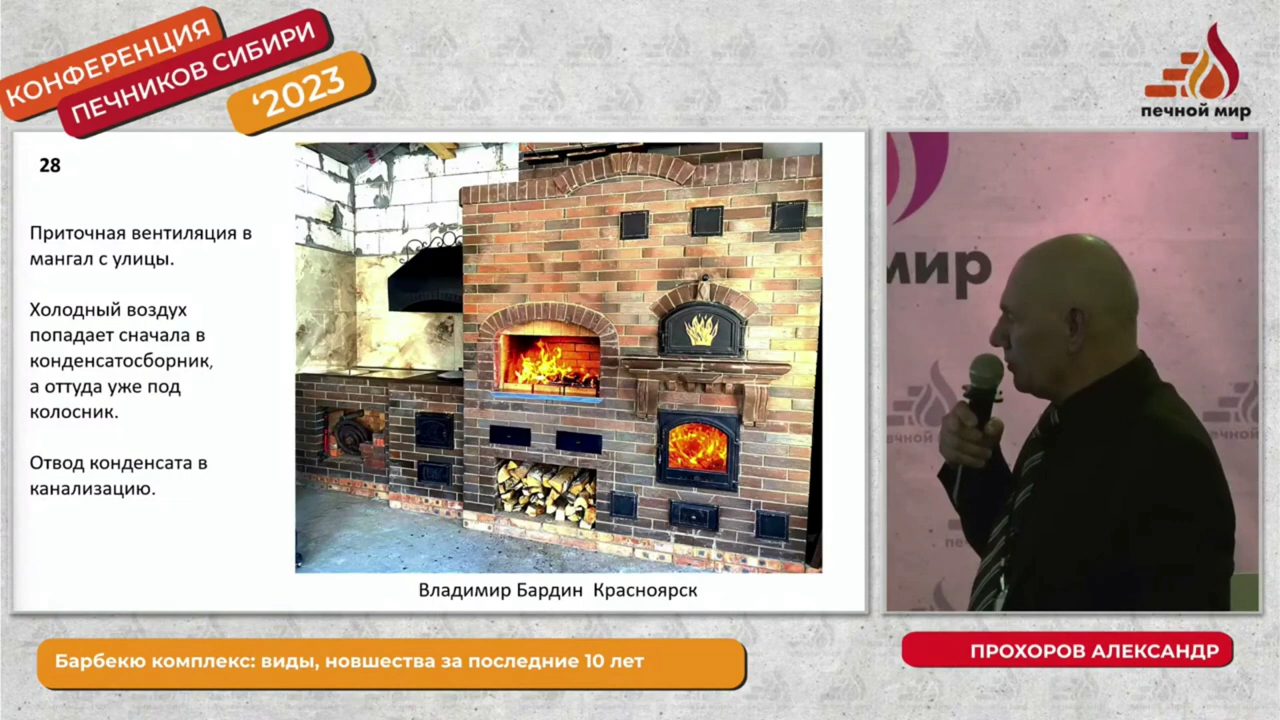 КОНФЕРЕНЦИЯ
ПЕЧНИКОВ СИБИРИ
‘2023
печной мир
28
Приточная вентиляция в
мангал с улицы.
Холодный воздух
попадает сначала в
конденсатосборник,
а оттуда уже под
колосник.
Отвод конденсата в
канализацию.
Владимир Бардин Красноярск
мир
Барбекю комплекс: виды, новшества за последние 10 лет
ПРОХОРОВ АЛЕКСАНДР